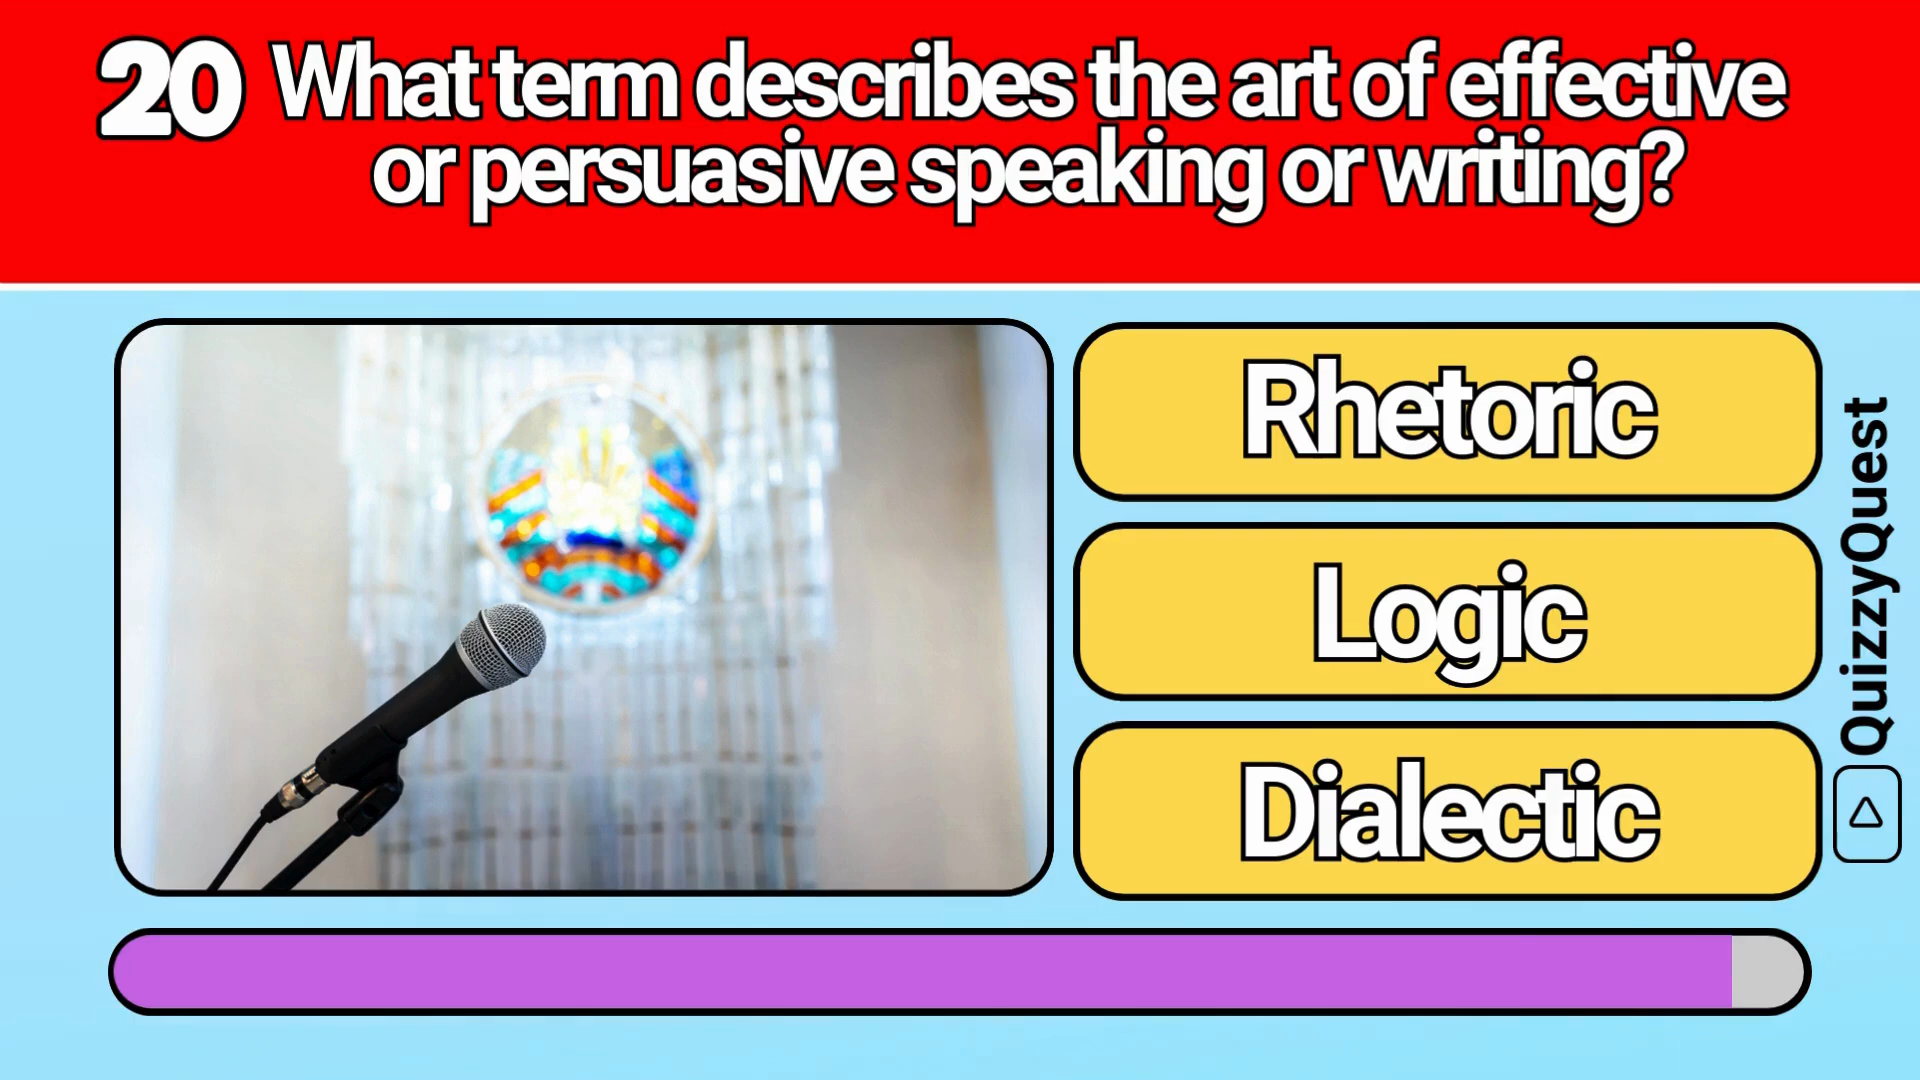 20 What term describes the art of effective
or persuasive speaking or writing?
Rhetoric
Logic
Dialectic
QuizzyQuest